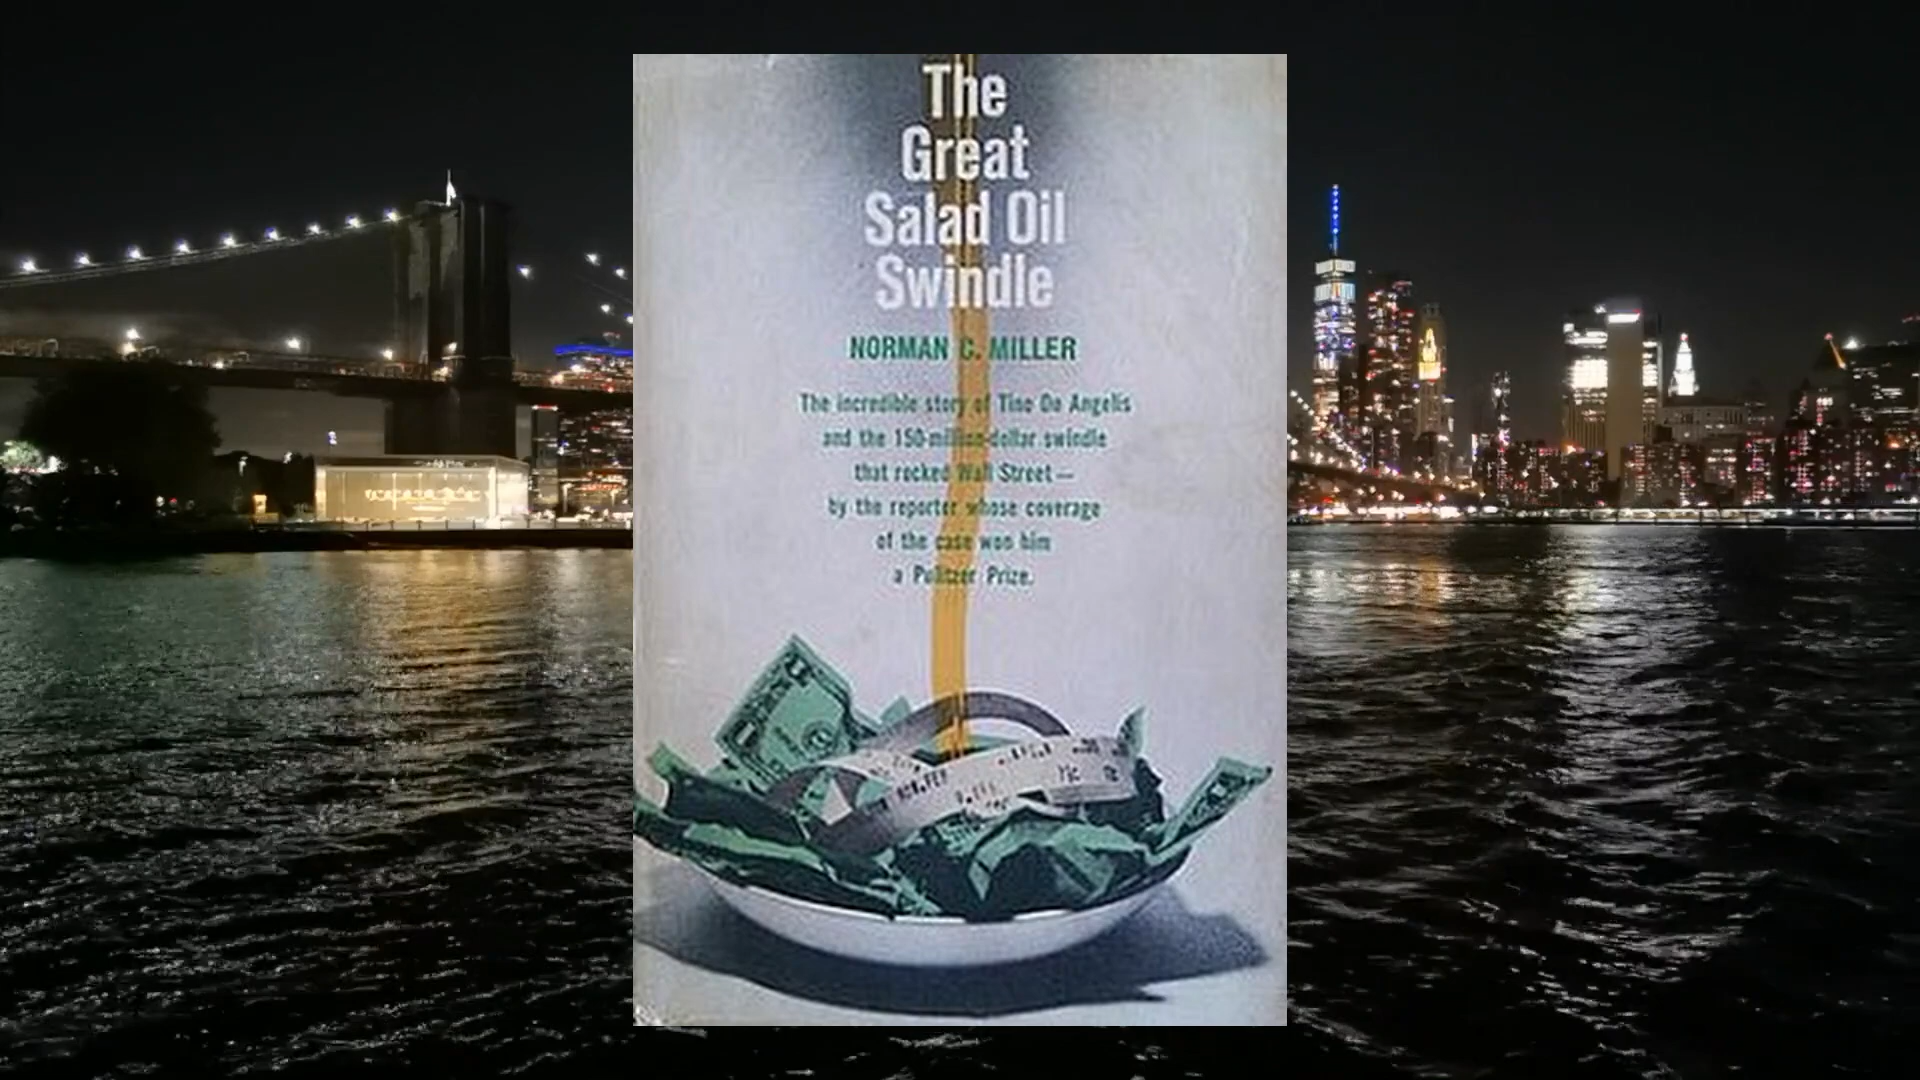 The
Great
Salad Oil
Swindle
NORMAN C. MILLER
The incredible story of Tino De Angelis
and the 150-million-dollar swindle
that rocked Wall Street—
by the reporter whose coverage
of the case won him
a Pulitzer Prize.